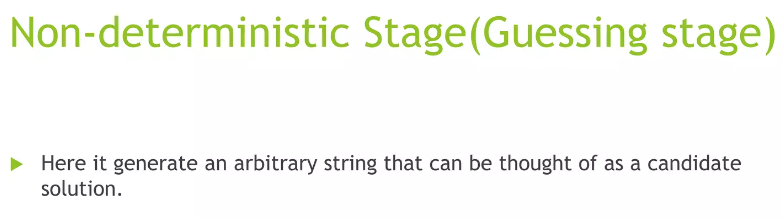 Non-deterministic Stage(Guessing stage)
Here it generate an arbitrary string that can be thought of as a candidate
solution.